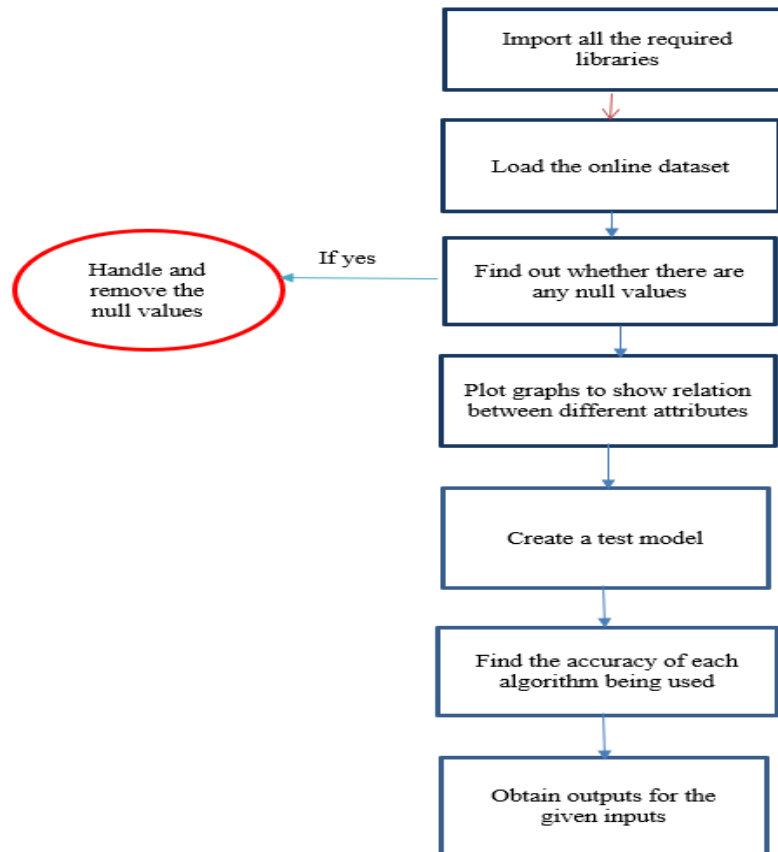 Import all the required
libraries
Load the online dataset
If yes
Handle and
remove the
null values
Find out whether there are
any null values
Plot graphs to show relation
between different attributes
Create a test model
Find the accuracy of each
algorithm being used
Obtain outputs for the
given inputs